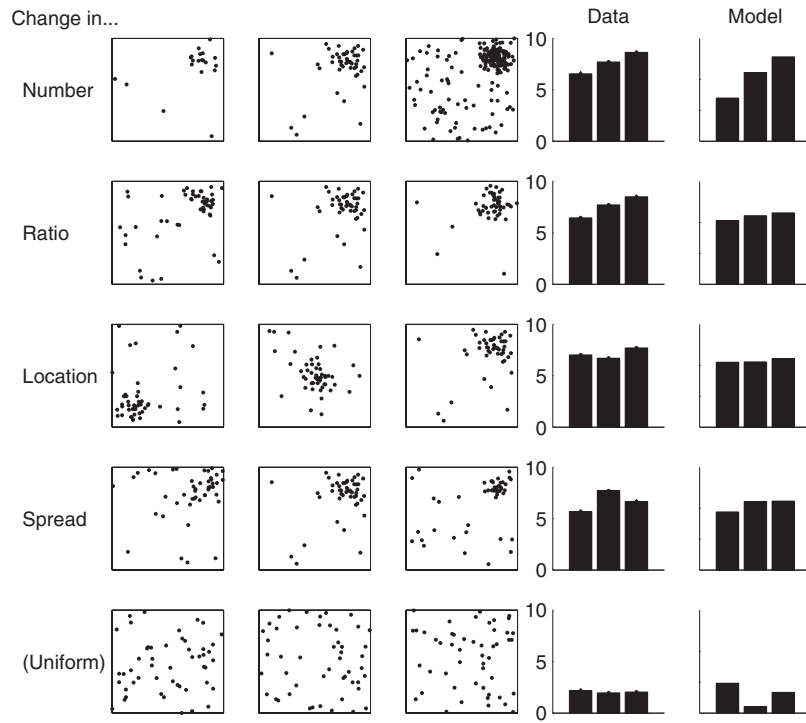 Change in...
Data
Model
Number
10
5
0
Ratio
10
5
0
Location
10
5
0
Spread
10
5
0
(Uniform)
10
5
0